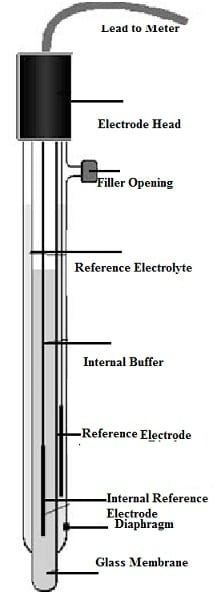 Lead to Meter
Electrode Head
Filler Opening
Reference Electrolyte
Internal Buffer
Reference Electrode
Internal Reference
Electrode
Diaphragm
Glass Membrane